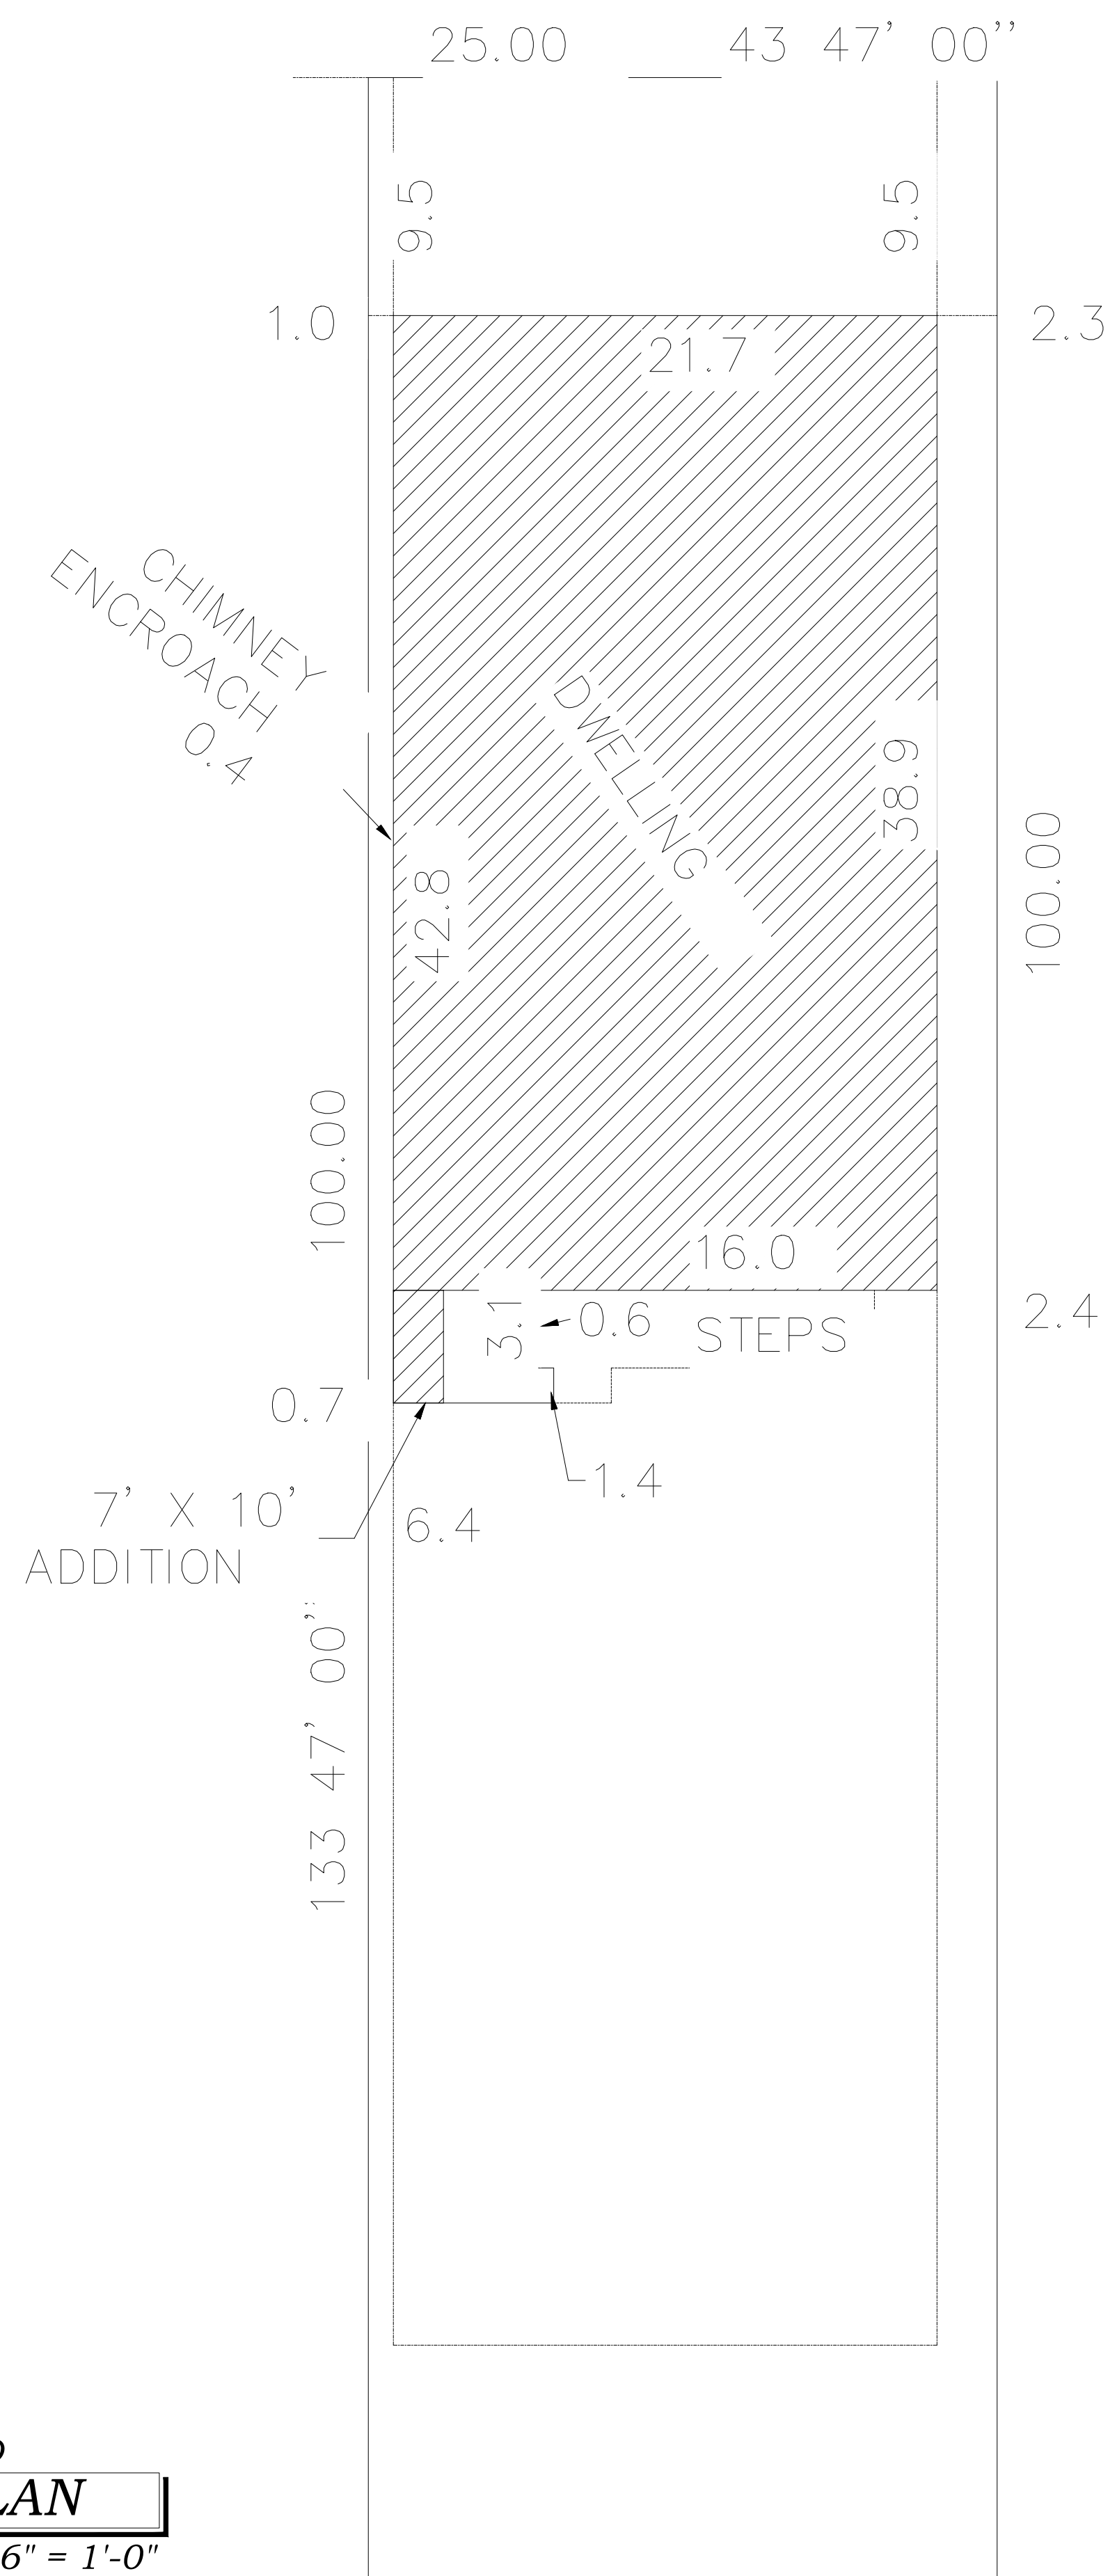 25.00
43 47' 00''
9.5
9.5
1.0
2.3
21.7
CHIMNEY
ENCROACH
0.4
DWELLING
38.9
42.8
100.00
100.00
16.0
3.1
0.6
STEPS
2.4
0.7
1.4
7' X 10'
ADDITION
6.4
133 47' 00''
6" = 1'-0"